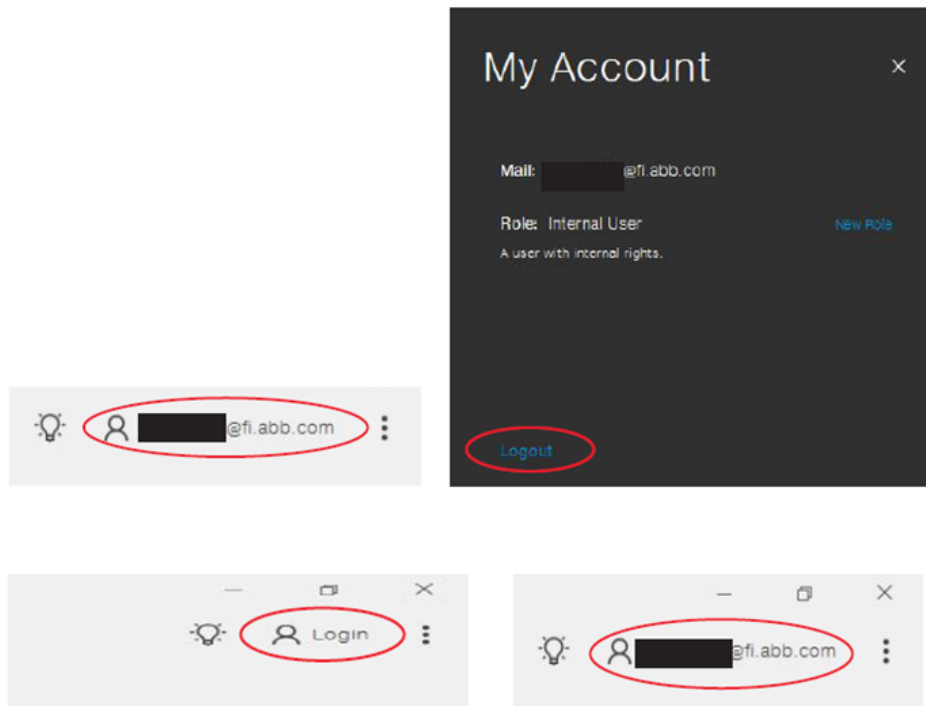 My Account
Mail: @fi.abb.com
Role: Internal User New Role
A user with internal rights.
@fi.abb.com
Logout
Login
@fi.abb.com